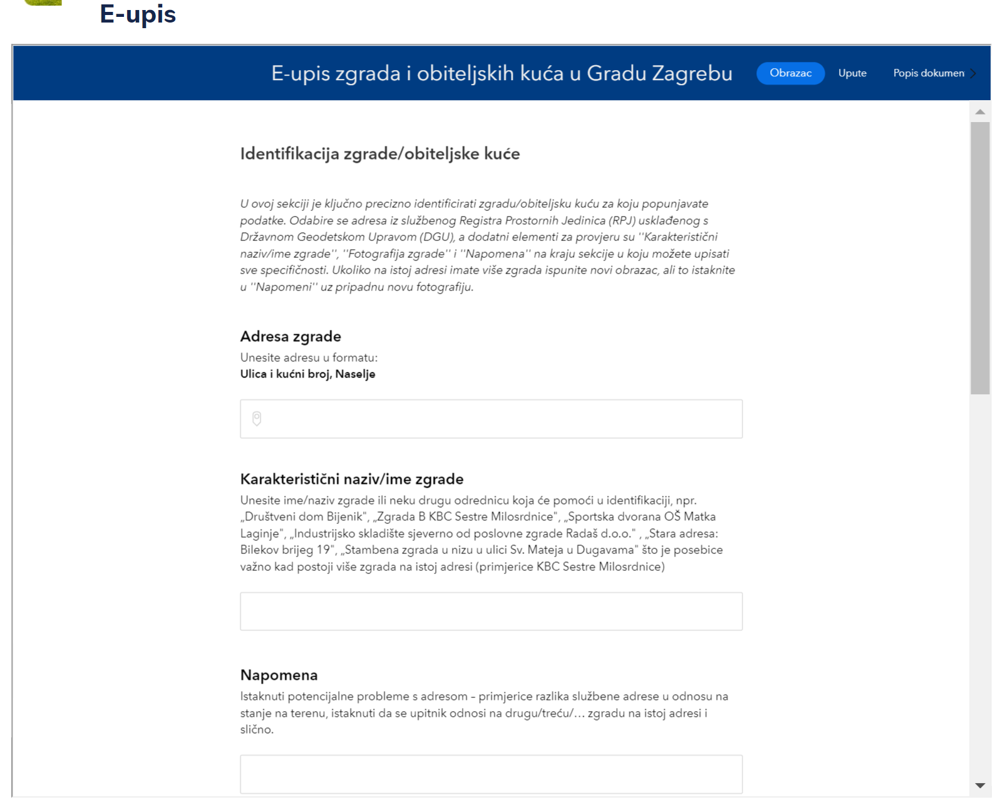 E-upis
E-upis zgrada i obiteljskih kuća u Gradu Zagrebu
Obrazac
Upute
Popis dokumen
Identifikacija zgrade/obiteljske kuće
U ovoj sekciji je ključno precizno identificirati zgradu/obiteljsku kuću za koju popunjavate
podatke. Odabire se adresa iz službenog Registra Prostornih Jedinica (RPJ) usklađenog s
Državnom Geodetskom Upravom (DGU), a dodatni elementi za provjeru su ''Karakteristični
naziv/ime zgrade'', ''Fotografija zgrade'' i ''Napomena'' na kraju sekcije u koju možete upisati
sve specifičnosti. Ukoliko na istoj adresi imate više zgrada ispunite novi obrazac, ali to istaknite
u ''Napomeni'' uz pripadnu novu fotografiju.
Adresa zgrade
Unesite adresu u formatu:
Ulica i kućni broj, Naselje
Karakteristični naziv/ime zgrade
Unesite ime/naziv zgrade ili neku drugu odrednicu koja će pomoći u identifikaciji, npr.
„Društveni dom Bijenik", „Zgrada B KBC Sestre Milosrdnice", „Sportska dvorana OŠ Matka
Laginje", „Industrijsko skladište sjeverno od poslovne zgrade Radaš d.o.o." , „Stara adresa:
Bilekov brijeg 19", „Stambena zgrada u nizu u ulici Sv. Mateja u Dugavama" što je posebice
važno kad postoji više zgrada na istoj adresi (primjerice KBC Sestre Milosrdnice)
Napomena
Istaknuti potencijalne probleme s adresom – primjerice razlika službene adrese u odnosu na
stanje na terenu, istaknuti da se upitnik odnosi na drugu/treću/… zgradu na istoj adresi i
slično.